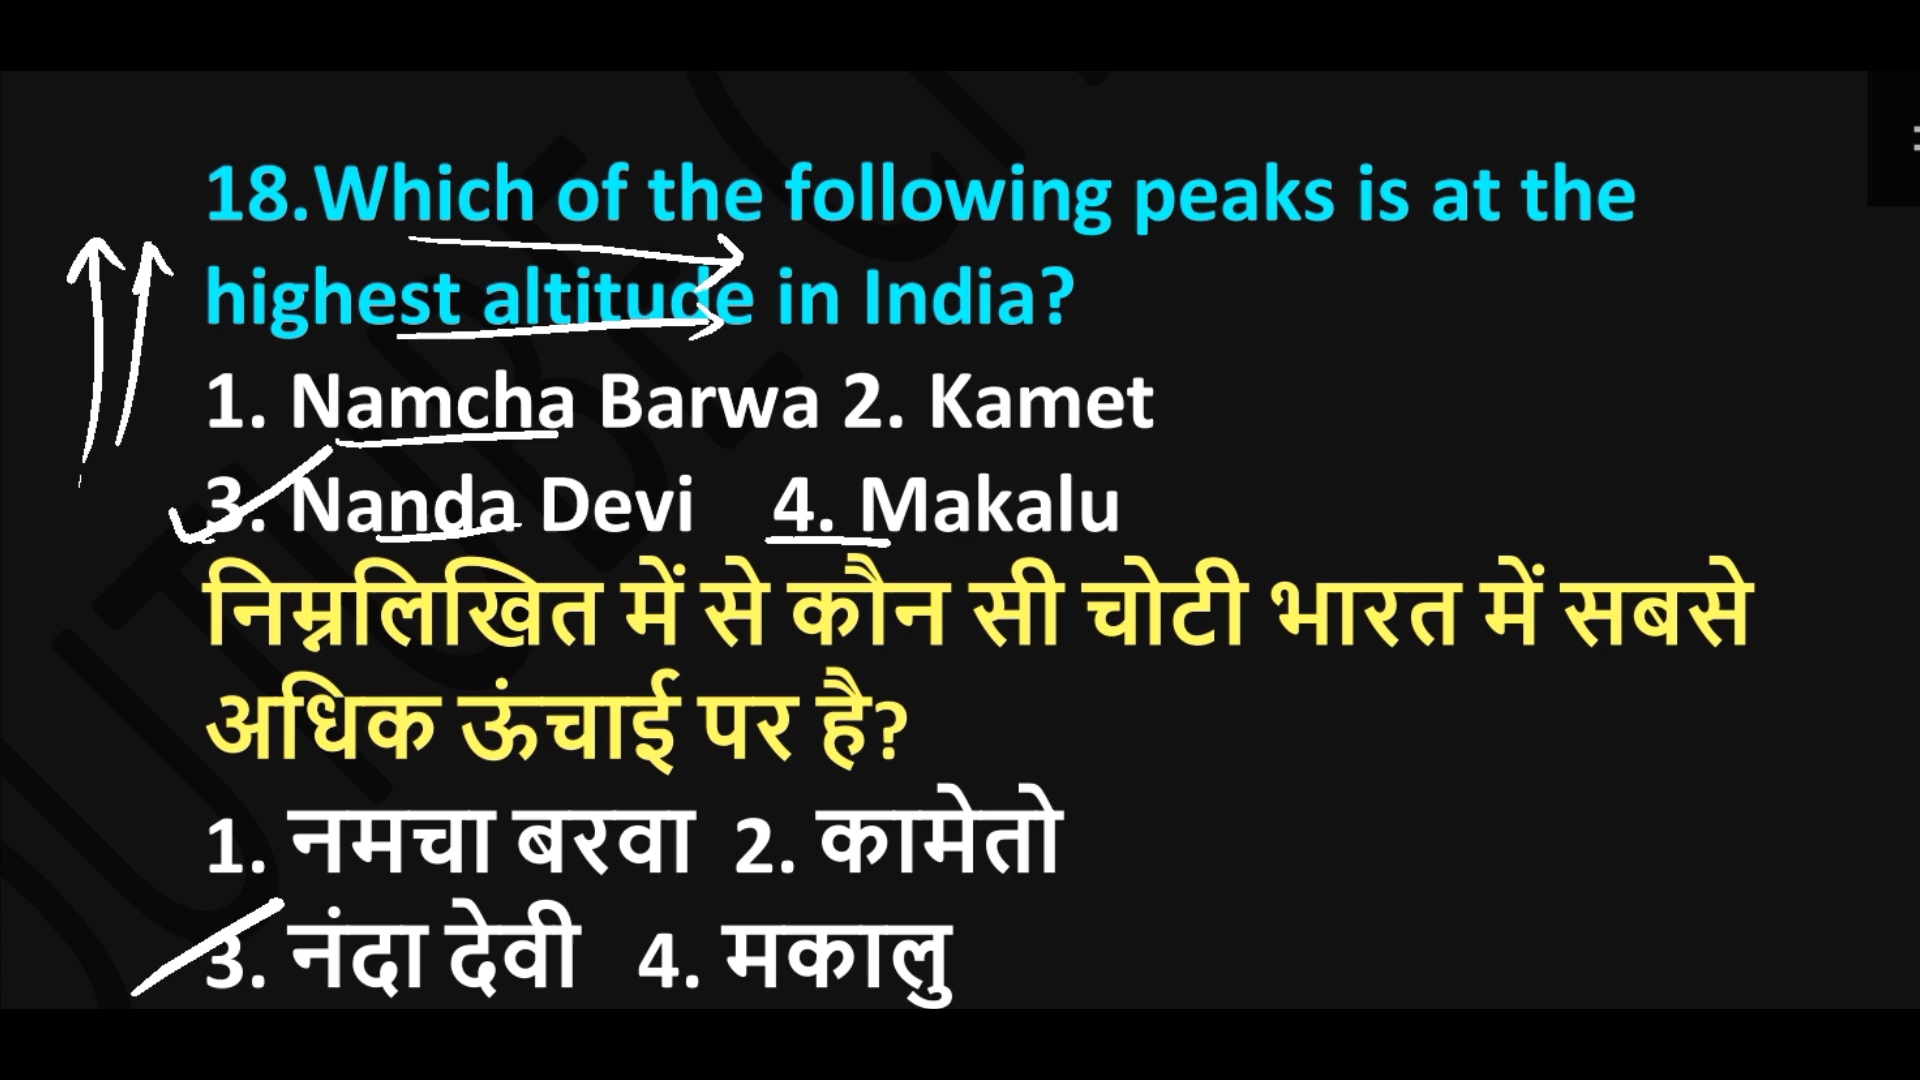 18.Which of the following peaks is at the
highest altitude in India?
1. Namcha Barwa 2. Kamet
3. Nanda Devi 4. Makalu
निम्नलिखित में से कौन सी चोटी भारत में सबसे
अधिक ऊंचाई पर है?
1. नमचा बरवा 2. कामेतो
3. नंदा देवी 4. मकालु